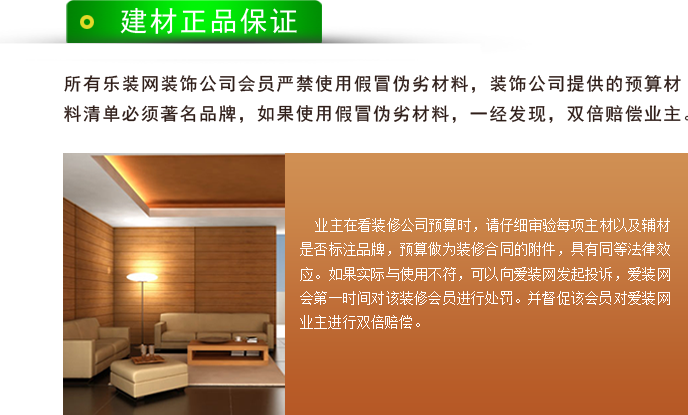 建材正品保证
所有乐装网装饰公司会员严禁使用假冒伪劣材料，装饰公司提供的预算材
料清单必须著名品牌，如果使用假冒伪劣材料，一经发现，双倍赔偿业主。
业主在看装修公司预算时，请仔细审验每项主材以及辅材
是否标注品牌，预算做为装修合同的附件，具有同等法律效
应。如果实际与使用不符，可以向爱装网发起投诉，爱装网
会第一时间对该装修会员进行处罚。并督促该会员对爱装网
业主进行双倍赔偿。